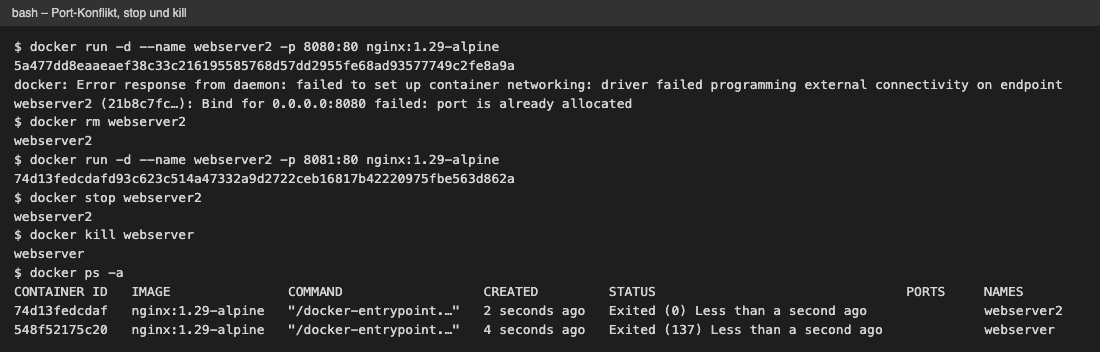 bash – Port-Konflikt, stop und kill
$ docker run -d --name webserver2 -p 8080:80 nginx:1.29-alpine
5a477dd8eaaeaef38c33c216195585768d57dd2955fe68ad93577749c2fe8a9a
docker: Error response from daemon: failed to set up container networking: driver failed programming external connectivity on endpoint
webserver2 (21b8c7fc…): Bind for 0.0.0.0:8080 failed: port is already allocated
$ docker rm webserver2
webserver2
$ docker run -d --name webserver2 -p 8081:80 nginx:1.29-alpine
74d13fedcdafd93c623c514a47332a9d2722ceb16817b42220975fbe563d862a
$ docker stop webserver2
webserver2
$ docker kill webserver
webserver
$ docker ps -a
CONTAINER ID   IMAGE               COMMAND                  CREATED         STATUS                                PORTS     NAMES
74d13fedcdaf   nginx:1.29-alpine   "/docker-entrypoint.…"   2 seconds ago   Exited (0) Less than a second ago               webserver2
548f52175c20   nginx:1.29-alpine   "/docker-entrypoint.…"   4 seconds ago   Exited (137) Less than a second ago             webserver